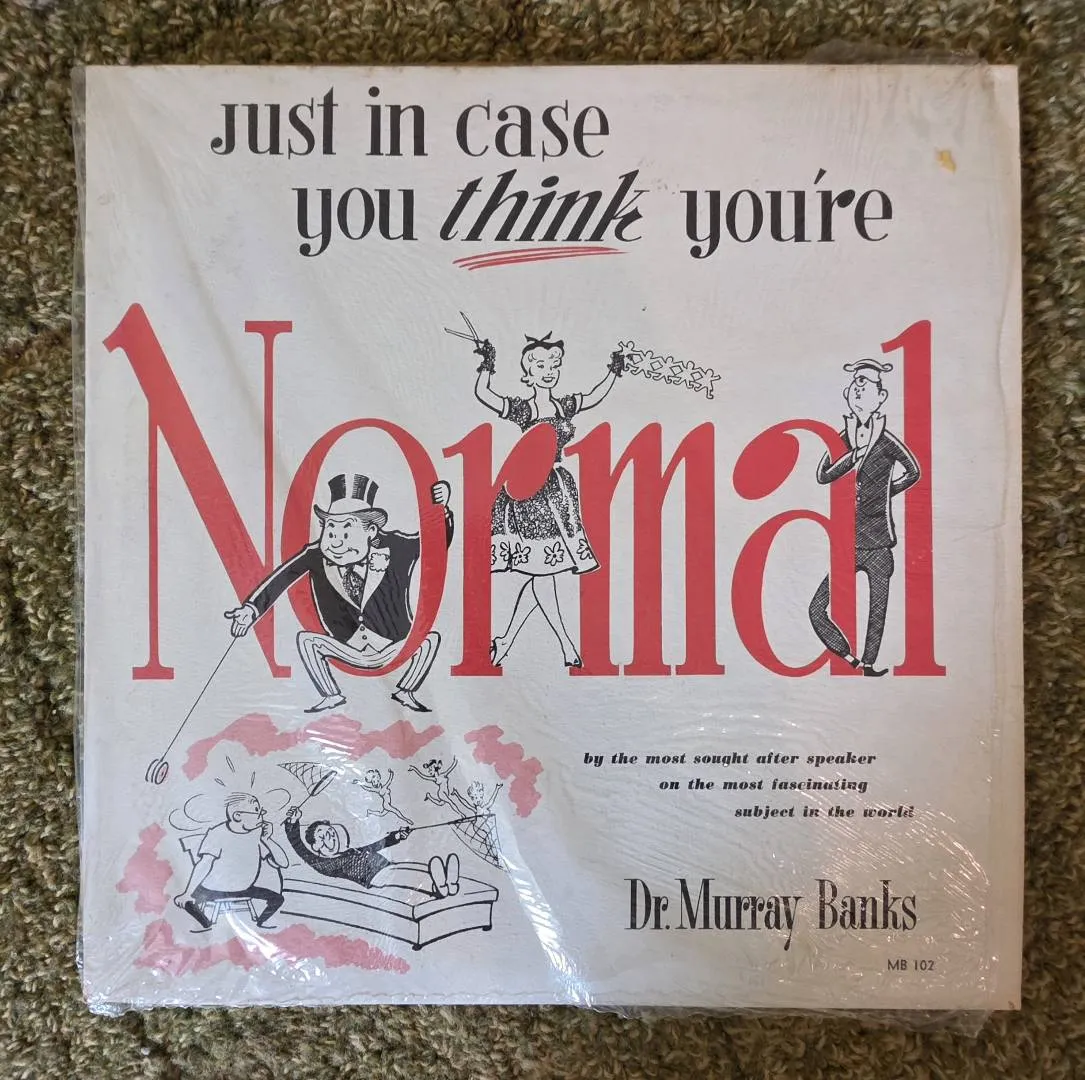 Just in case
you think you're
Normal
by the most sought after speaker
on the most fascinating
subject in the world
Dr. Murray Banks
MB 102